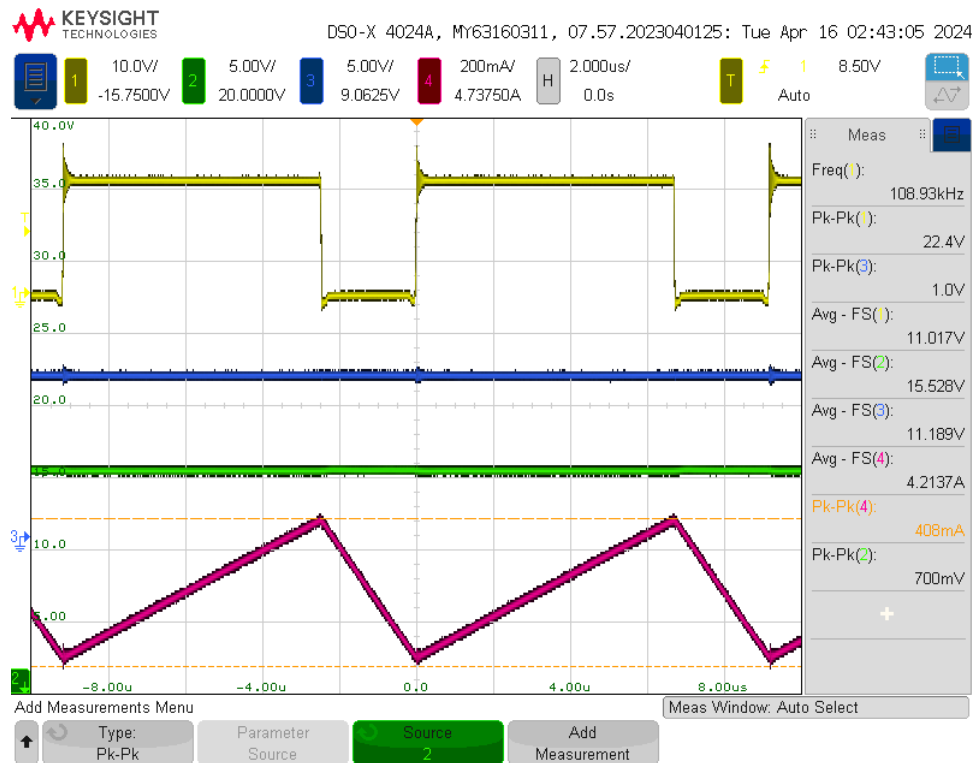 KEYSIGHT
TECHNOLOGIES
DSO-X 4024A, MY63160311, 07.57.2023040125: Tue Apr 16 02:43:05 2024
1 10.0V/ 2 5.00V/ 3 5.00V/ 4 200mA/ H 2.000us/ T 1 8.50V
-15.7500V 20.0000V 9.0625V 4.73750A 0.0s Auto
40.0V
35.0
T
30.0
1
25.0
20.0
15.0
3
10.0
5.00
2
-8.00u -4.00u 0.0 4.00u 8.00us
Meas
Freq(1):
108.93kHz
Pk-Pk(1):
22.4V
Pk-Pk(3):
1.0V
Avg - FS(1):
11.017V
Avg - FS(2):
15.528V
Avg - FS(3):
11.189V
Avg - FS(4):
4.2137A
Pk-Pk(4):
408mA
Pk-Pk(2):
700mV
Add Measurements Menu
Meas Window: Auto Select
Type: Parameter Source Add
Pk-Pk Source 2 Measurement